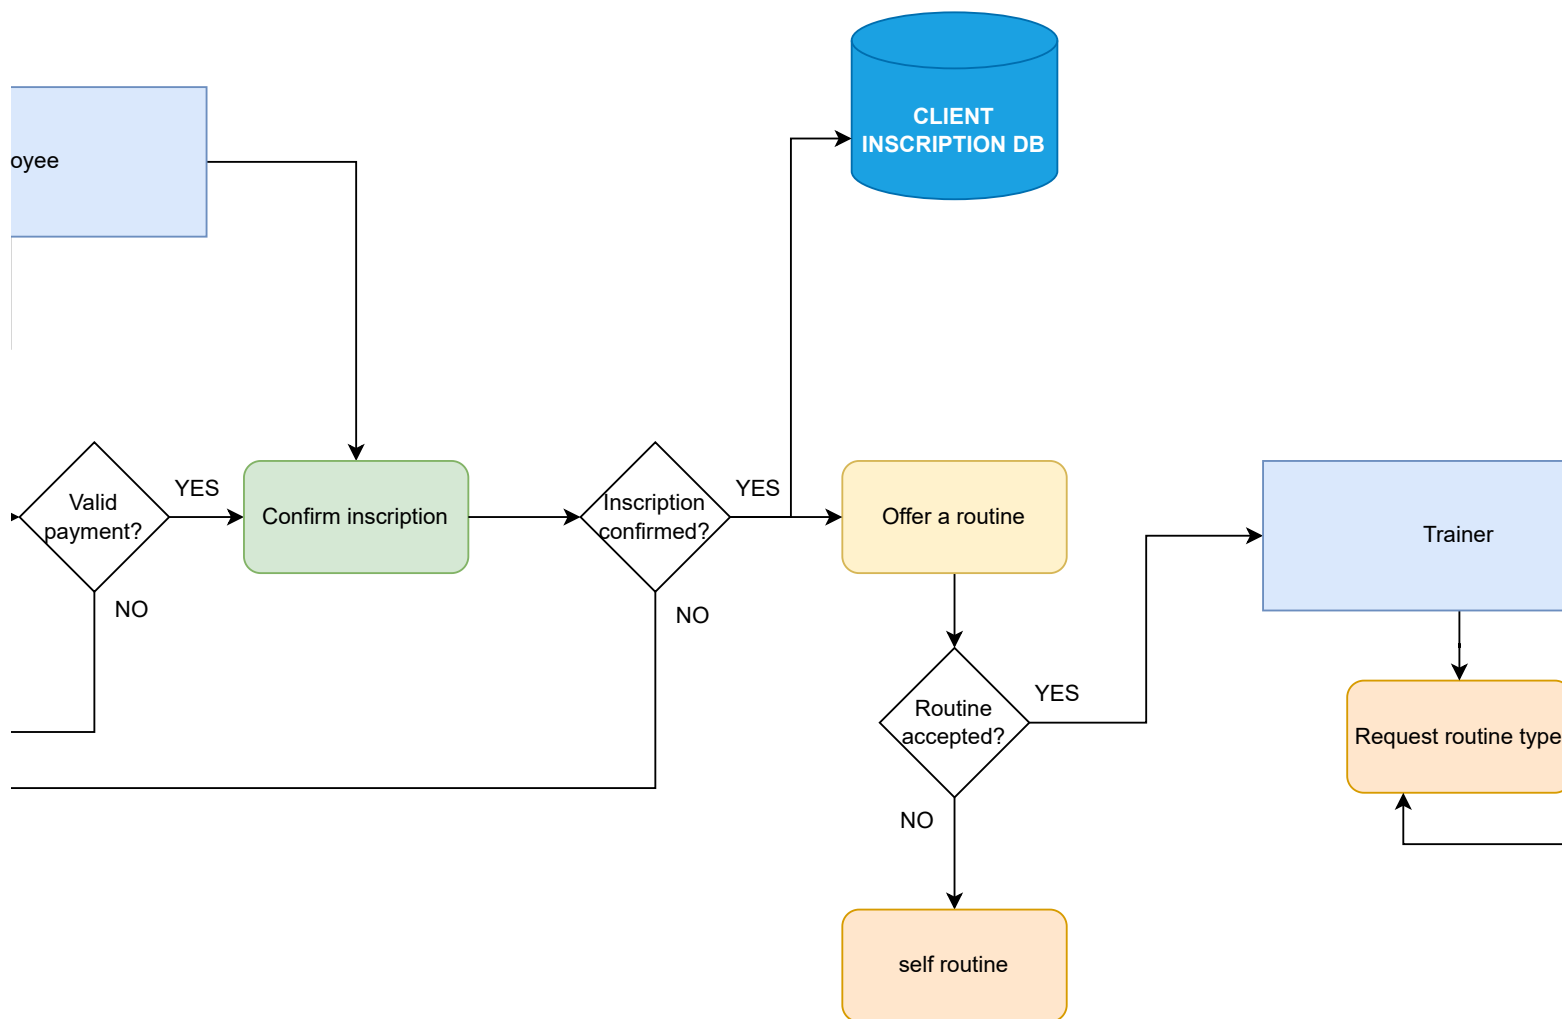 CLIENT
INSCRIPTION DB
oyee
Valid
payment?
YES
NO
Confirm inscription
Inscription
confirmed?
YES
NO
Offer a routine
Routine
accepted?
YES
NO
self routine
Trainer
Request routine type